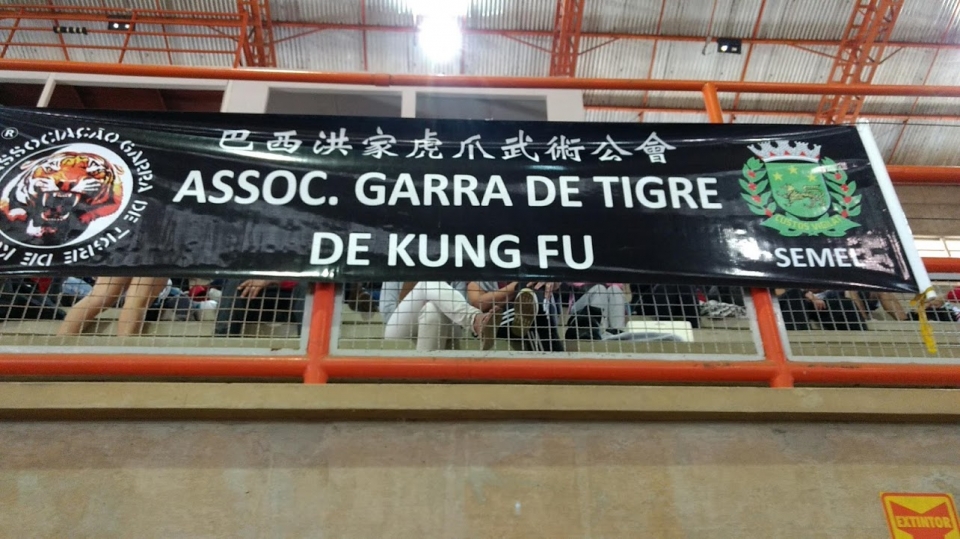 巴西洪家虎爪武術公會
ASSOC. GARRA DE TIGRE
DE KUNG FU
®
ASSOCIAÇÃO GARRA DE TIGRE DE
SEMEL
EXTINTOR